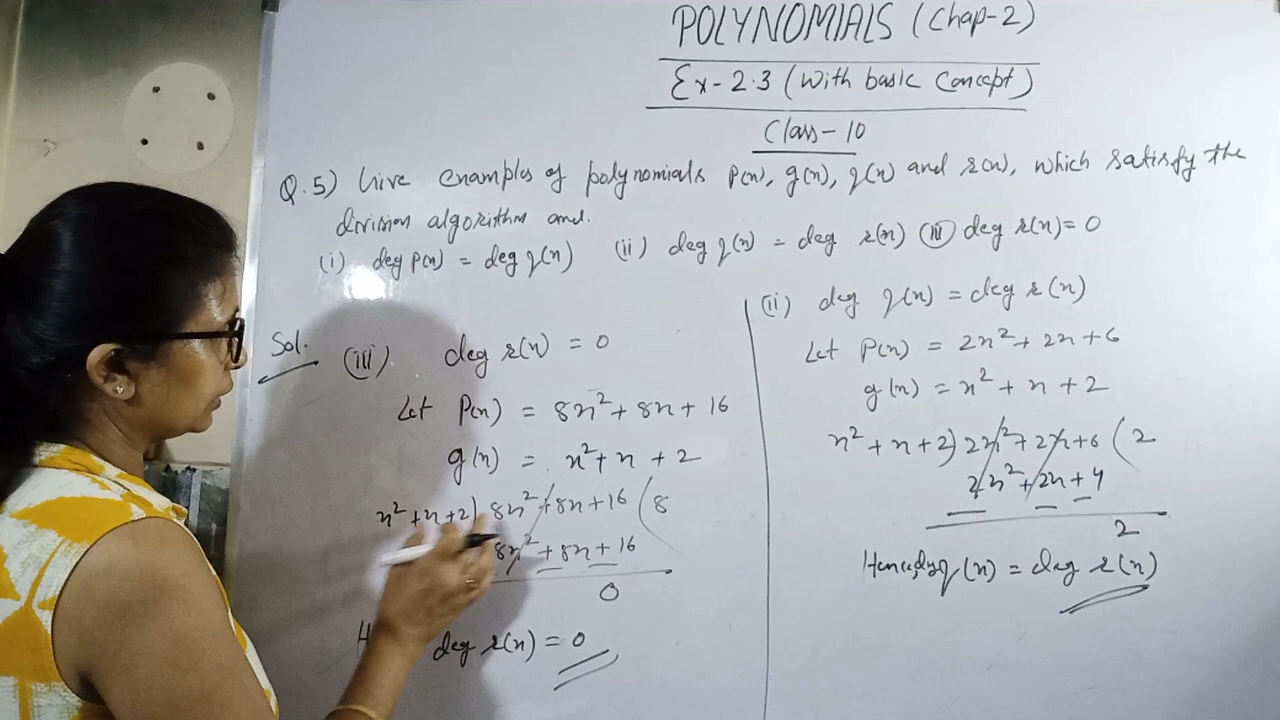 POLYNOMIALS (Chap-2)
Ex-2.3 (With basic Concept)
Class-10
Q.5) Give examples of polynomials p(x), g(x), q(x) and r(x), which satisfy the
division algorithm and.
(i) deg p(x) = deg q(x) (ii) deg q(x) = deg r(x) (iii) deg r(x) = 0
Sol.
(iii) deg r(x) = 0
Let P(x) = 8x² + 8x + 16
g(x) = x² + x + 2
x² + x + 2) 8x² + 8x + 16 (8
8x² + 8x + 16
0
deg r(x) = 0
(ii) deg q(x) = deg r(x)
Let P(x) = 2x² + 2x + 6
g(x) = x² + x + 2
x² + x + 2) 2x² + 2x + 6 (2
2x² + 2x + 4
2
Hence, deg q(x) = deg r(x)